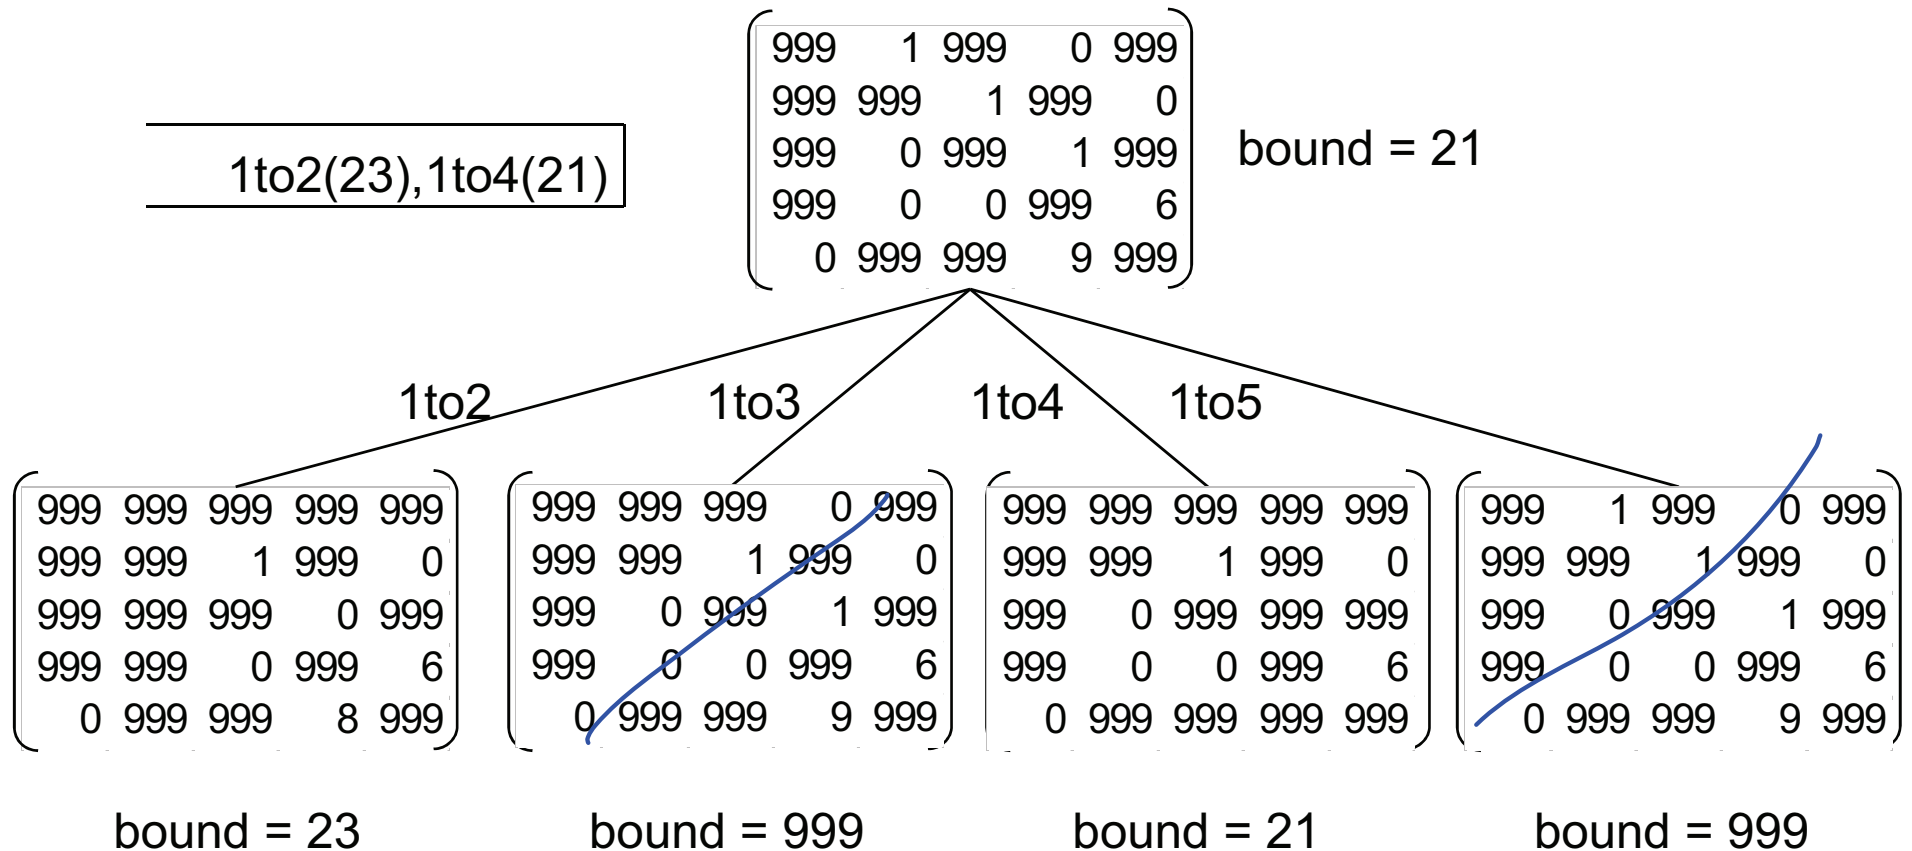 999 1 999 0 999
999 999 1 999 0
999 0 999 1 999
999 0 0 999 6
0 999 999 9 999
bound = 21
1to2(23),1to4(21)
1to2
1to3
1to4
1to5
999 999 999 999 999
999 999 1 999 0
999 999 999 0 999
999 999 0 999 6
0 999 999 8 999
bound = 23
999 999 999 0 999
999 999 1 999 0
999 0 999 1 999
999 0 0 999 6
0 999 999 9 999
bound = 999
999 999 999 999 999
999 999 1 999 0
999 0 999 999 999
999 0 0 999 6
0 999 999 999 999
bound = 21
999 1 999 0 999
999 999 1 999 0
999 0 999 1 999
999 0 0 999 6
0 999 999 9 999
bound = 999